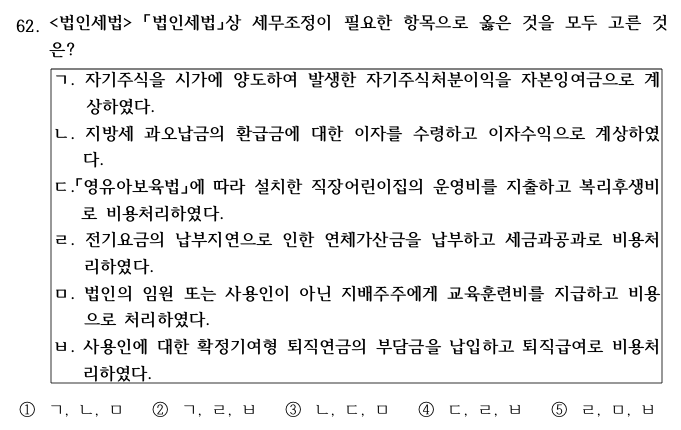 62. <법인세법> 「법인세법」상 세무조정이 필요한 항목으로 옳은 것을 모두 고른 것
은?
ㄱ. 자기주식을 시가에 양도하여 발생한 자기주식처분이익을 자본잉여금으로 계
상하였다.
ㄴ. 지방세 과오납금의 환급금에 대한 이자를 수령하고 이자수익으로 계상하였
다.
ㄷ.「영유아보육법」에 따라 설치한 직장어린이집의 운영비를 지출하고 복리후생비
로 비용처리하였다.
ㄹ. 전기요금의 납부지연으로 인한 연체가산금을 납부하고 세금과공과로 비용처
리하였다.
ㅁ. 법인의 임원 또는 사용인이 아닌 지배주주에게 교육훈련비를 지급하고 비용
으로 처리하였다.
ㅂ. 사용인에 대한 확정기여형 퇴직연금의 부담금을 납입하고 퇴직급여로 비용처
리하였다.
① ㄱ, ㄴ, ㅁ ② ㄱ, ㄹ, ㅂ ③ ㄴ, ㄷ, ㅁ ④ ㄷ, ㄹ, ㅂ ⑤ ㄹ, ㅁ, ㅂ